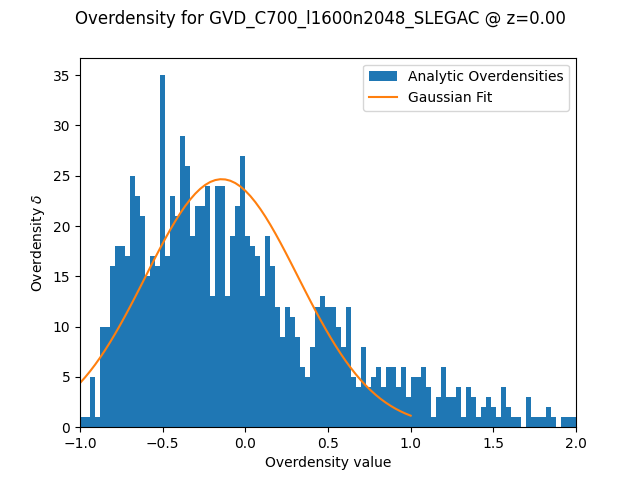 Overdensity for GVD_C700_l1600n2048_SLEGAC @ z=0.00
Analytic Overdensities
Gaussian Fit
35
30
25
20
15
10
5
0
Overdensity δ
−1.0 −0.5 0.0 0.5 1.0 1.5 2.0
Overdensity value